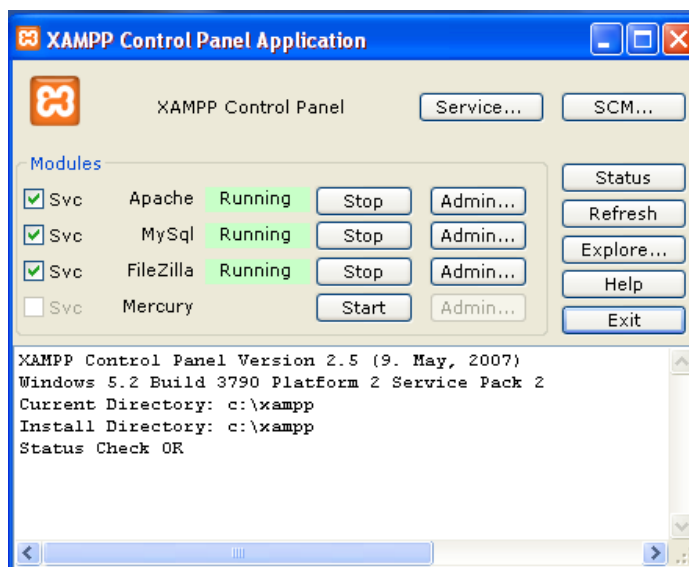 XAMPP Control Panel Application
XAMPP Control Panel Service... SCM...
Modules
Svc Apache Running Stop Admin...
Svc MySql Running Stop Admin...
Svc FileZilla Running Stop Admin...
Svc Mercury Start Admin...
Status
Refresh
Explore...
Help
Exit
XAMPP Control Panel Version 2.5 (9. May, 2007)
Windows 5.2 Build 3790 Platform 2 Service Pack 2
Current Directory: c:\xampp
Install Directory: c:\xampp
Status Check OK